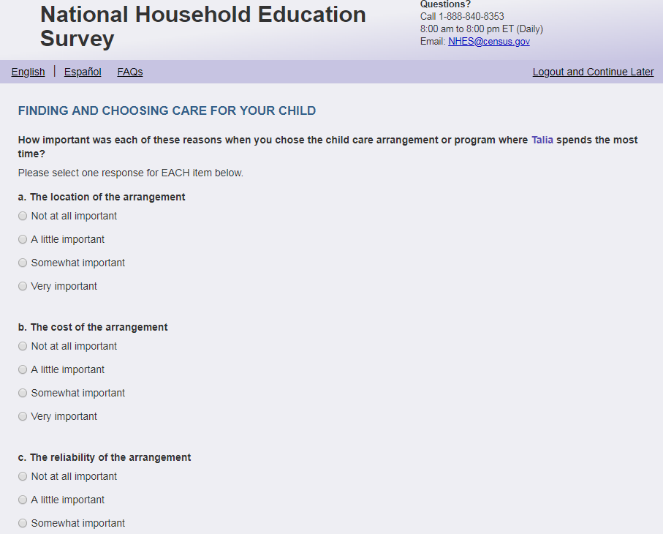 National Household Education
Survey
Questions?
Call 1-888-840-8353
8:00 am to 8:00 pm ET (Daily)
Email: NHES@census.gov
English | Español FAQs Logout and Continue Later
FINDING AND CHOOSING CARE FOR YOUR CHILD
How important was each of these reasons when you chose the child care arrangement or program where Talia spends the most
time?
Please select one response for EACH item below.
a. The location of the arrangement
Not at all important
A little important
Somewhat important
Very important
b. The cost of the arrangement
Not at all important
A little important
Somewhat important
Very important
c. The reliability of the arrangement
Not at all important
A little important
Somewhat important